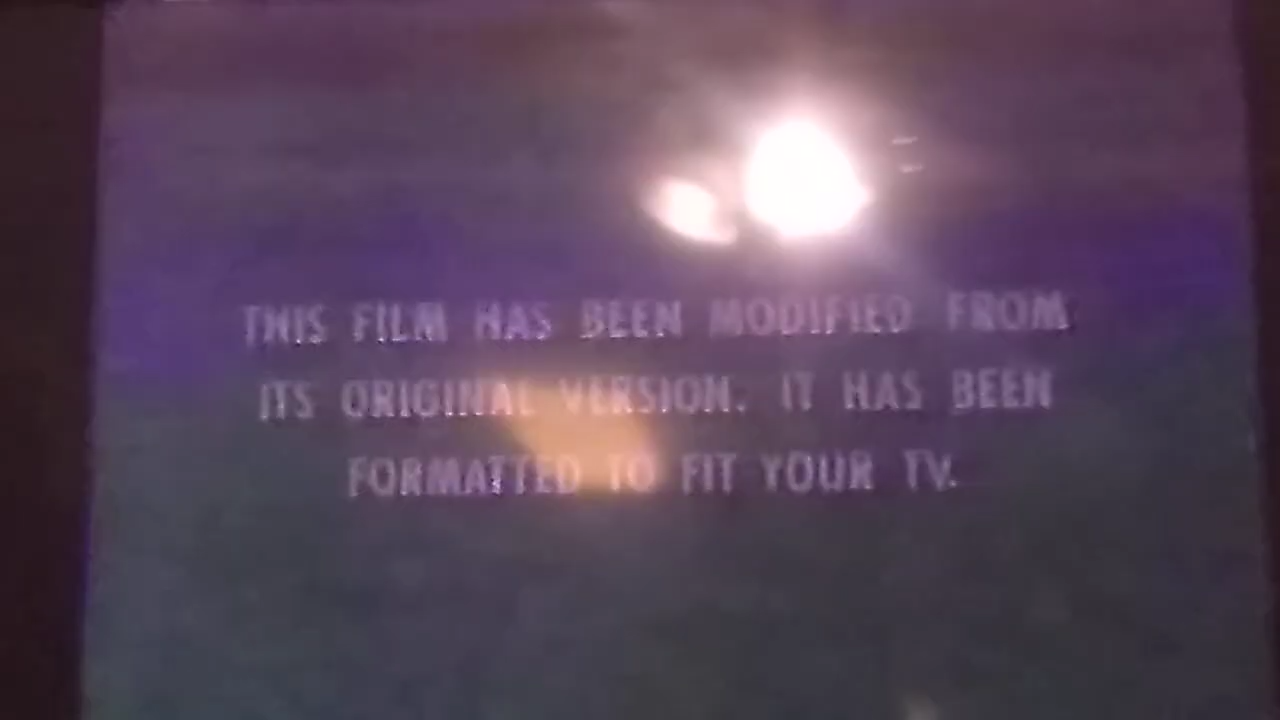 THIS FILM HAS BEEN MODIFIED FROM
ITS ORIGINAL VERSION. IT HAS BEEN
FORMATTED TO FIT YOUR TV.